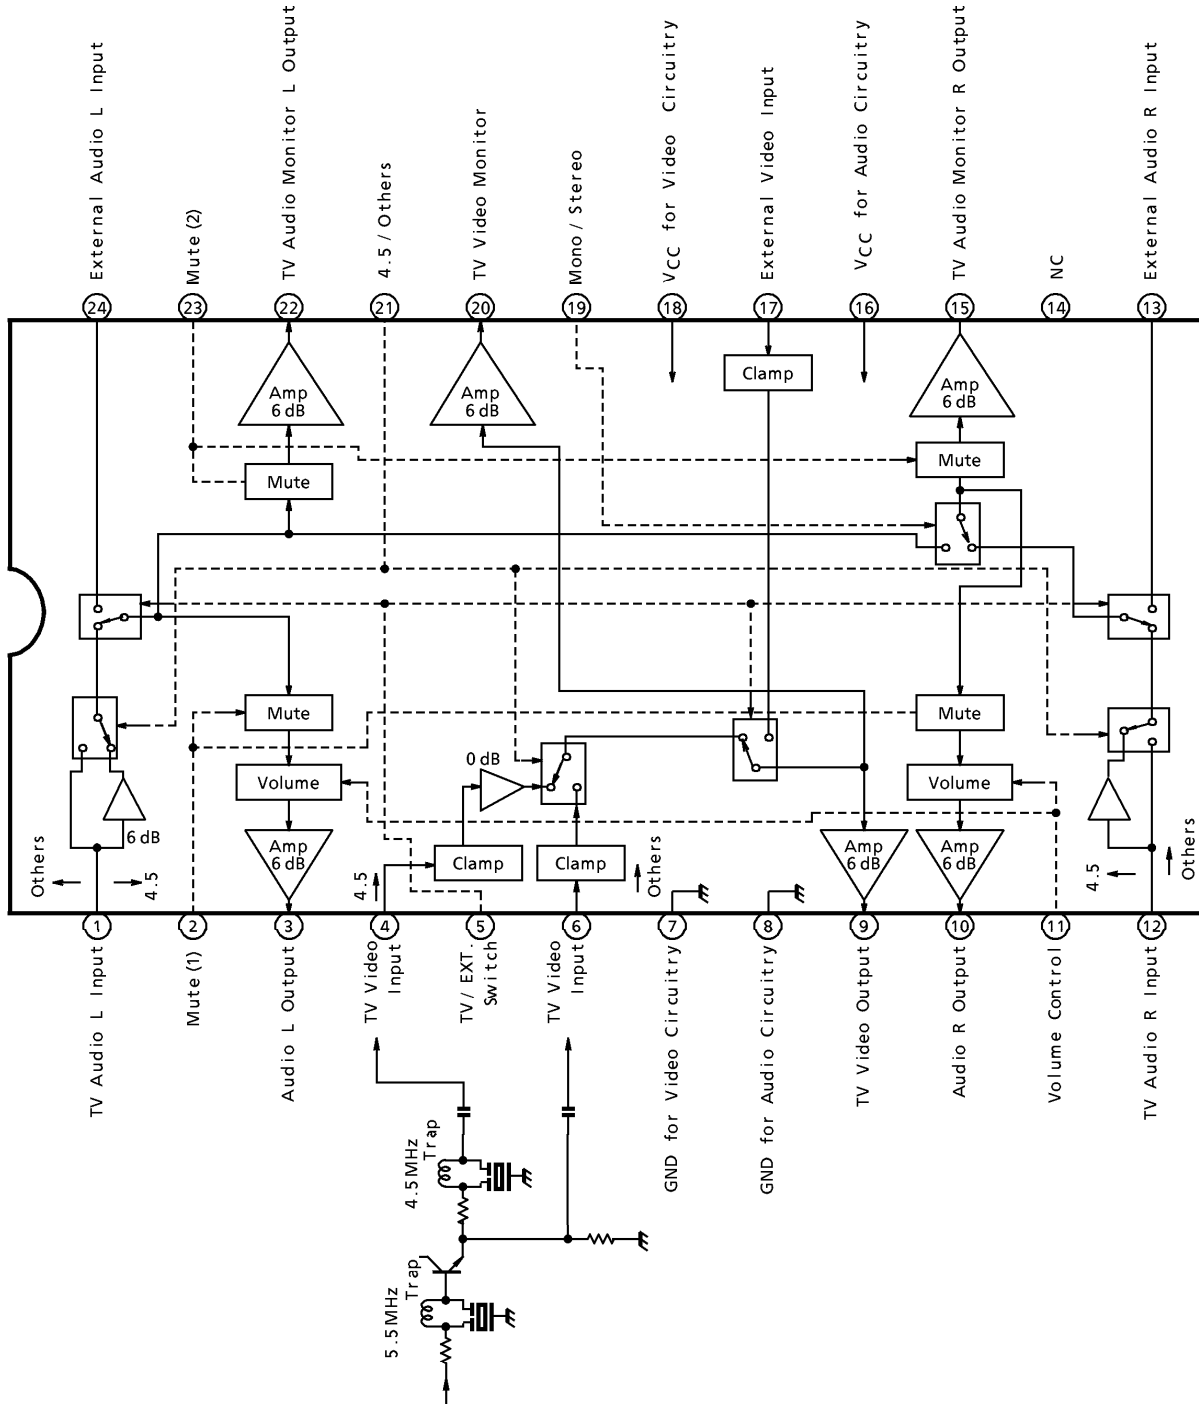 External Audio L Input
Mute (2)
TV Audio Monitor L Output
4.5 / Others
TV Video Monitor
Mono / Stereo
VCC for Video Circuitry
External Video Input
VCC for Audio Circuitry
TV Audio Monitor R Output
NC
External Audio R Input
24
23
22
21
20
19
18
17
16
15
14
13
Clamp
Amp
6 dB
Amp
6 dB
Amp
6 dB
Mute
Mute
Mute
Mute
0 dB
Volume
Volume
6 dB
Amp
6 dB
Clamp
Clamp
Amp
6 dB
Amp
6 dB
Others
4.5
4.5
Others
4.5
Others
1
2
3
4
5
6
7
8
9
10
11
12
TV Audio L Input
Mute (1)
Audio L Output
TV Video
Input
TV / EXT.
Switch
TV Video
Input
GND for Video Circuitry
GND for Audio Circuitry
TV Video Output
Audio R Output
Volume Control
TV Audio R Input
4.5MHz
Trap
5.5MHz
Trap